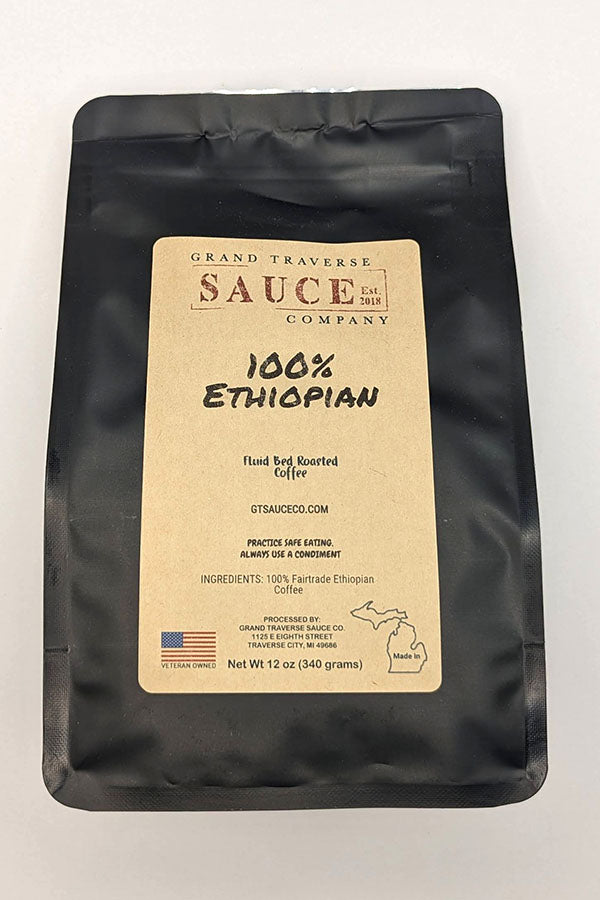 GRAND TRAVERSE
SAUCE Est. 2018
COMPANY
100%
ETHIOPIAN
Fluid Bed Roasted
Coffee
GTSAUCECO.COM
PRACTICE SAFE EATING,
ALWAYS USE A CONDIMENT
INGREDIENTS: 100% Fairtrade Ethiopian
Coffee
PROCESSED BY:
GRAND TRAVERSE SAUCE CO.
1125 E EIGHTH STREET
TRAVERSE CITY, MI 49686
VETERAN OWNED
Net Wt 12 oz (340 grams)
Made in